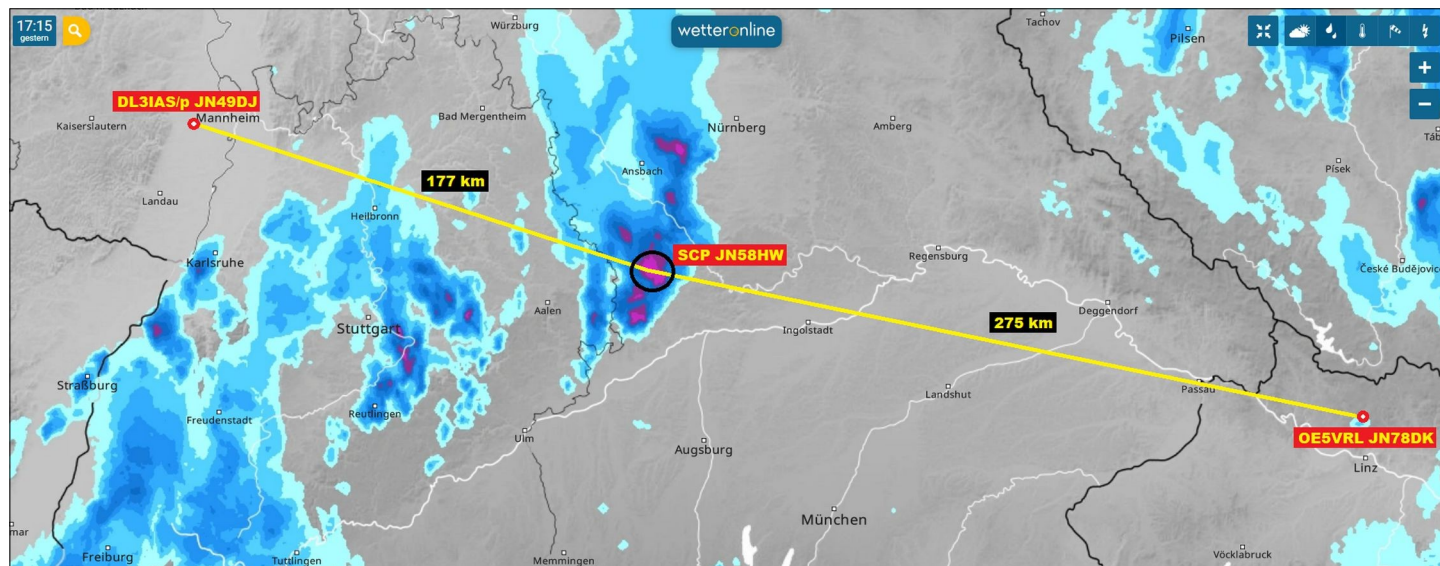 17:15
gestern
wetteronline
Würzburg
Tachov
Pilsen
DL3IAS/p JN49DJ
Mannheim
Kaiserslautern
Bad Mergentheim
Nürnberg
Amberg
Táb
Ansbach
Písek
177 km
Landau
Heilbronn
SCP JN58HW
Karlsruhe
Regensburg
České Budějovice
Aalen
Deggendorf
Stuttgart
Ingolstadt
275 km
Straßburg
Passau
Landshut
Freudenstadt
Reutlingen
Ulm
Augsburg
OE5VRL JN78DK
Linz
München
mar
Freiburg
Tuttlingen
Memmingen
Vöcklabruck